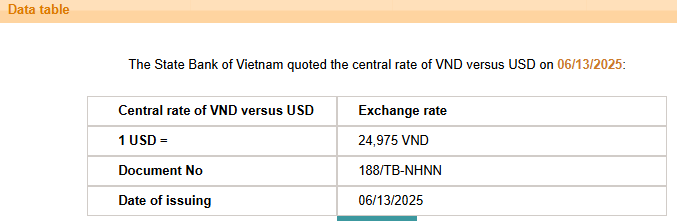 Data table
The State Bank of Vietnam quoted the central rate of VND versus USD on 06/13/2025:
Central rate of VND versus USD Exchange rate
1 USD = 24,975 VND
Document No 188/TB-NHNN
Date of issuing 06/13/2025